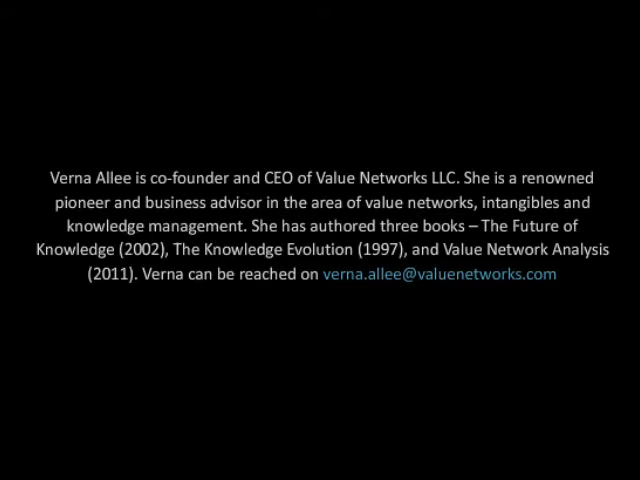 Verna Allee is co-founder and CEO of Value Networks LLC. She is a renowned
pioneer and business advisor in the area of value networks, intangibles and
knowledge management. She has authored three books – The Future of
Knowledge (2002), The Knowledge Evolution (1997), and Value Network Analysis
(2011). Verna can be reached on verna.allee@valuenetworks.com